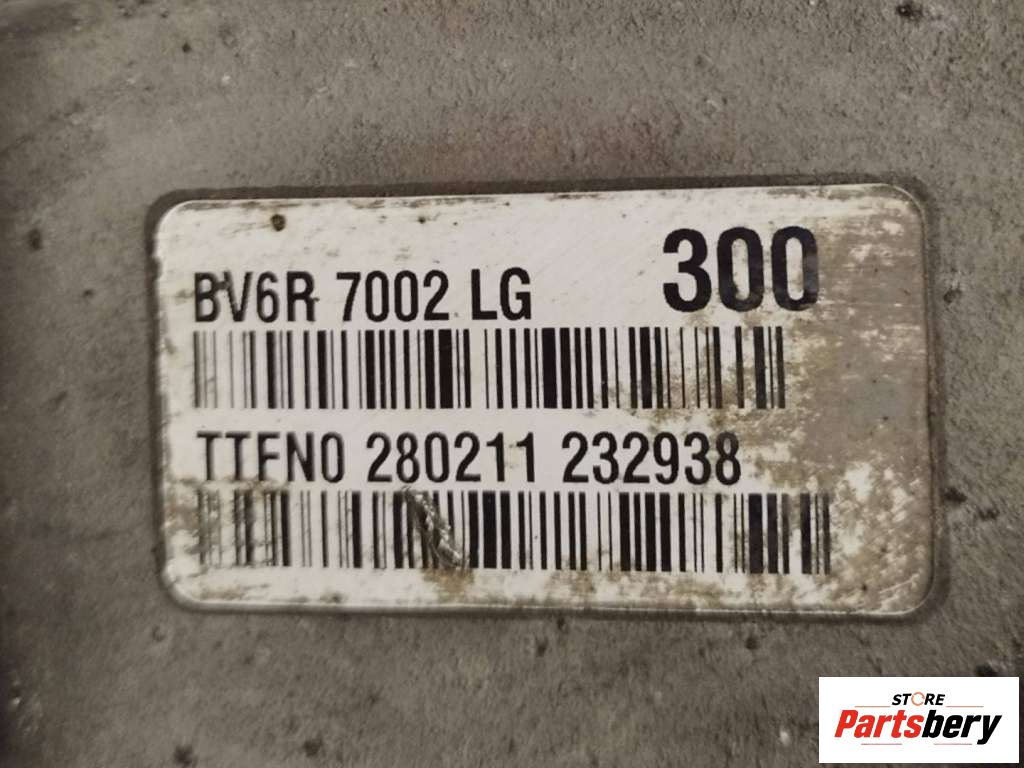 BV6R 7002 LG 300
TTFN0 280211 232938
STORE
Partsbery